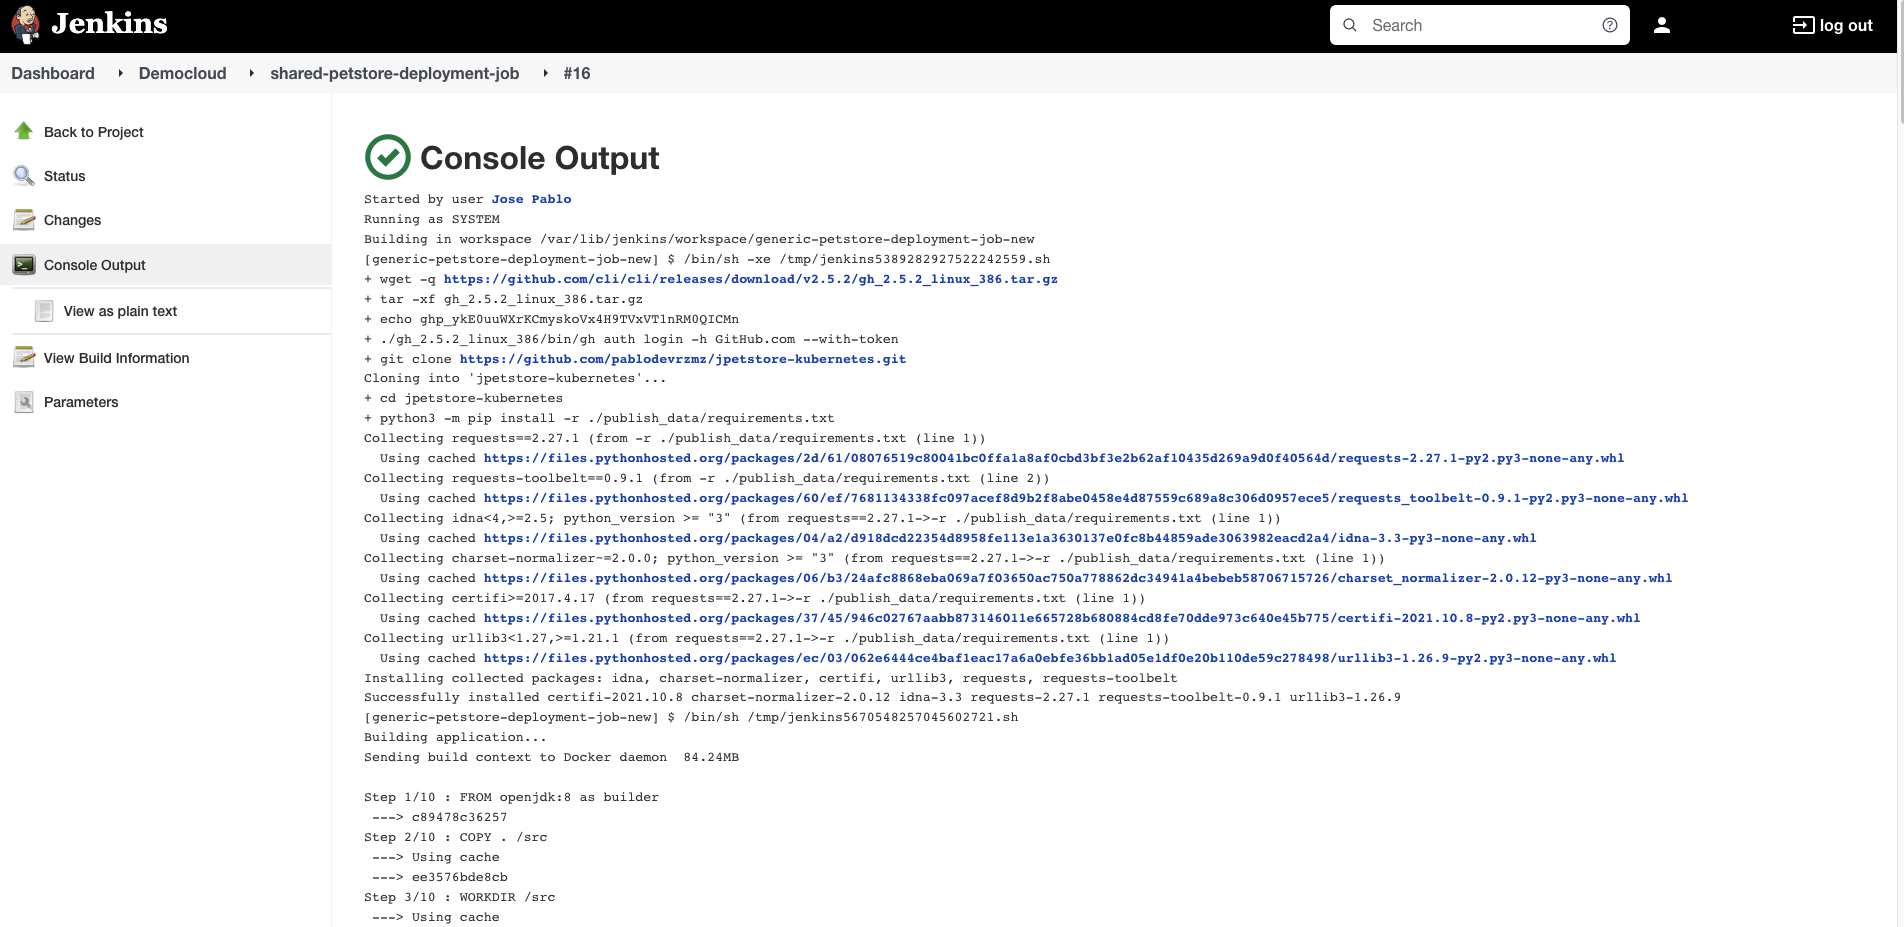 Jenkins
Search
log out
Dashboard Democloud shared-petstore-deployment-job #16
Back to Project
Status
Changes
Console Output
View as plain text
View Build Information
Parameters
Console Output
Started by user Jose Pablo
Running as SYSTEM
Building in workspace /var/lib/jenkins/workspace/generic-petstore-deployment-job-new
[generic-petstore-deployment-job-new] $ /bin/sh -xe /tmp/jenkins5389282927522242559.sh
+ wget -q https://github.com/cli/cli/releases/download/v2.5.2/gh_2.5.2_linux_386.tar.gz
+ tar -xf gh_2.5.2_linux_386.tar.gz
+ echo 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
+ ./gh_2.5.2_linux_386/bin/gh auth login -h GitHub.com --with-token
+ git clone https://github.com/pablodevrzmz/jpetstore-kubernetes.git
Cloning into 'jpetstore-kubernetes'...
+ cd jpetstore-kubernetes
+ python3 -m pip install -r ./publish_data/requirements.txt
Collecting requests==2.27.1 (from -r ./publish_data/requirements.txt (line 1))
Using cached https://files.pythonhosted.org/packages/2d/61/08076519c80041bc0ffa1a8af0cbd3bf3e2b62af10435d269a9d0f40564d/requests-2.27.1-py2.py3-none-any.whl
Collecting requests-toolbelt==0.9.1 (from -r ./publish_data/requirements.txt (line 2))
Using cached https://files.pythonhosted.org/packages/60/ef/7681134338fc097acef8d9b2f8abe0458e4d87559c689a8c306d0957ece5/requests_toolbelt-0.9.1-py2.py3-none-any.whl
Collecting idna<4,>=2.5; python_version >= "3" (from requests==2.27.1->-r ./publish_data/requirements.txt (line 1))
Using cached https://files.pythonhosted.org/packages/04/a2/d918dcd22354d8958fe113e1a3630137e0fc8b44859ade3063982eacd2a4/idna-3.3-py3-none-any.whl
Collecting charset-normalizer~=2.0.0; python_version >= "3" (from requests==2.27.1->-r ./publish_data/requirements.txt (line 1))
Using cached https://files.pythonhosted.org/packages/06/b3/24afc8868eba069a7f03650ac750a778862dc34941a4bebeb58706715726/charset_normalizer-2.0.12-py3-none-any.whl
Collecting certifi>=2017.4.17 (from requests==2.27.1->-r ./publish_data/requirements.txt (line 1))
Using cached https://files.pythonhosted.org/packages/37/45/946c02767aabb873146011e665728b680884cd8fe70dde973c640e45b775/certifi-2021.10.8-py2.py3-none-any.whl
Collecting urllib3<1.27,>=1.21.1 (from requests==2.27.1->-r ./publish_data/requirements.txt (line 1))
Using cached https://files.pythonhosted.org/packages/ec/03/062e6444ce4baf1eac17a6a0ebfe36bb1ad05e1df0e20b110de59c278498/urllib3-1.26.9-py2.py3-none-any.whl
Installing collected packages: idna, charset-normalizer, certifi, urllib3, requests, requests-toolbelt
Successfully installed certifi-2021.10.8 charset-normalizer-2.0.12 idna-3.3 requests-2.27.1 requests-toolbelt-0.9.1 urllib3-1.26.9
[generic-petstore-deployment-job-new] $ /bin/sh /tmp/jenkins5670548257045602721.sh
Building application...
Sending build context to Docker daemon  84.24MB
Step 1/10 : FROM openjdk:8 as builder
---> c89478c36257
Step 2/10 : COPY . /src
---> Using cache
---> ee3576bde8cb
Step 3/10 : WORKDIR /src
---> Using cache